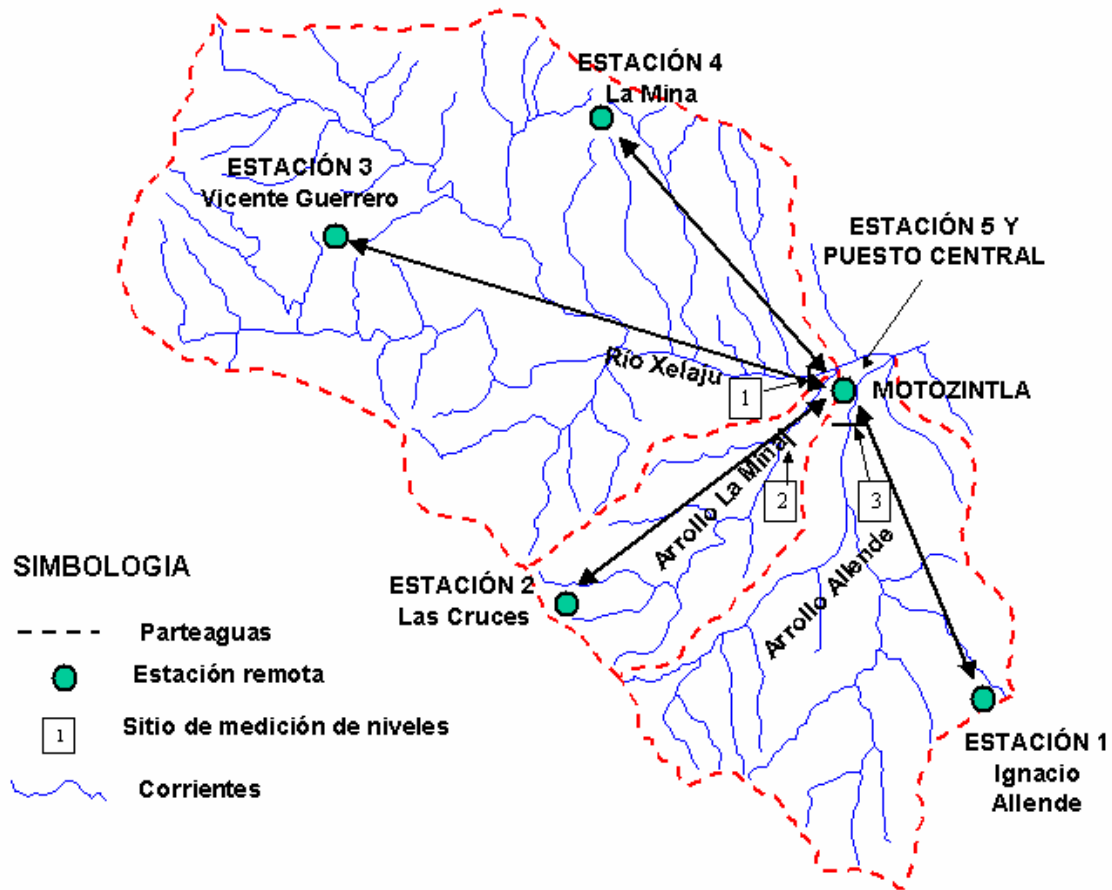 ESTACIÓN 4
La Mina
ESTACIÓN 3
Vicente Guerrero
ESTACIÓN 5 Y
PUESTO CENTRAL
Río Xelaju
1
MOTOZINTLA
Arrollo La Mina
2
3
Arrollo Allende
SIMBOLOGIA
Parteaguas
Estación remota
1
Sitio de medición de niveles
Corrientes
ESTACIÓN 2
Las Cruces
ESTACIÓN 1
Ignacio
Allende